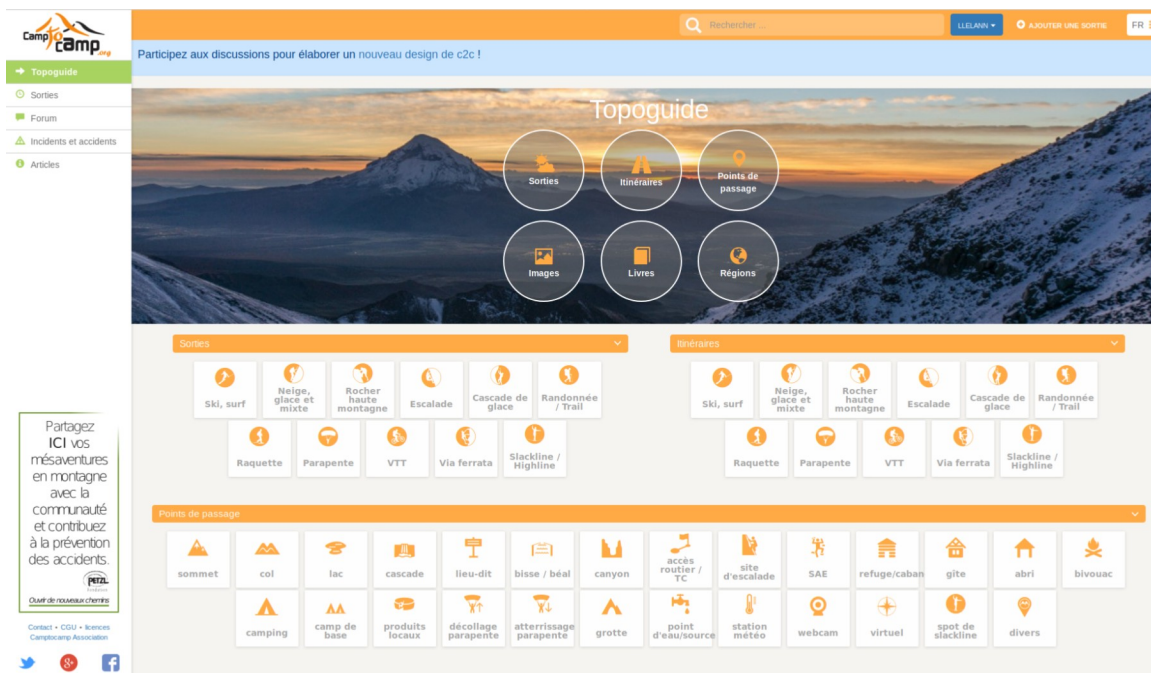 Camp to camp.org
Rechercher ...
LLELANN
AJOUTER UNE SORTIE
FR
Participez aux discussions pour élaborer un nouveau design de c2c !
Topoguide
Sorties
Forum
Incidents et accidents
Articles
Topoguide
Sorties
Itinéraires
Points de
passage
Images
Livres
Régions
Sorties
Ski, surf
Neige,
glace et
mixte
Rocher
haute
montagne
Escalade
Cascade de
glace
Randonnée
/ Trail
Raquette
Parapente
VTT
Via ferrata
Slackline /
Highline
Itinéraires
Ski, surf
Neige,
glace et
mixte
Rocher
haute
montagne
Escalade
Cascade de
glace
Randonnée
/ Trail
Raquette
Parapente
VTT
Via ferrata
Slackline /
Highline
Points de passage
sommet
col
lac
cascade
lieu-dit
bisse / béal
canyon
accès
routier /
TC
site
d'escalade
SAE
refuge/caban
gîte
abri
bivouac
camping
camp de
base
produits
locaux
décollage
parapente
atterrissage
parapente
grotte
point
d'eau/source
station
météo
webcam
virtuel
spot de
slackline
divers
Partagez
ICI vos
mésaventures
en montagne
avec la
communauté
et contribuez
à la prévention
des accidents.
PETZL
Ouvrir de nouveaux chemins
Contact • CGU • licences
Camptocamp Association